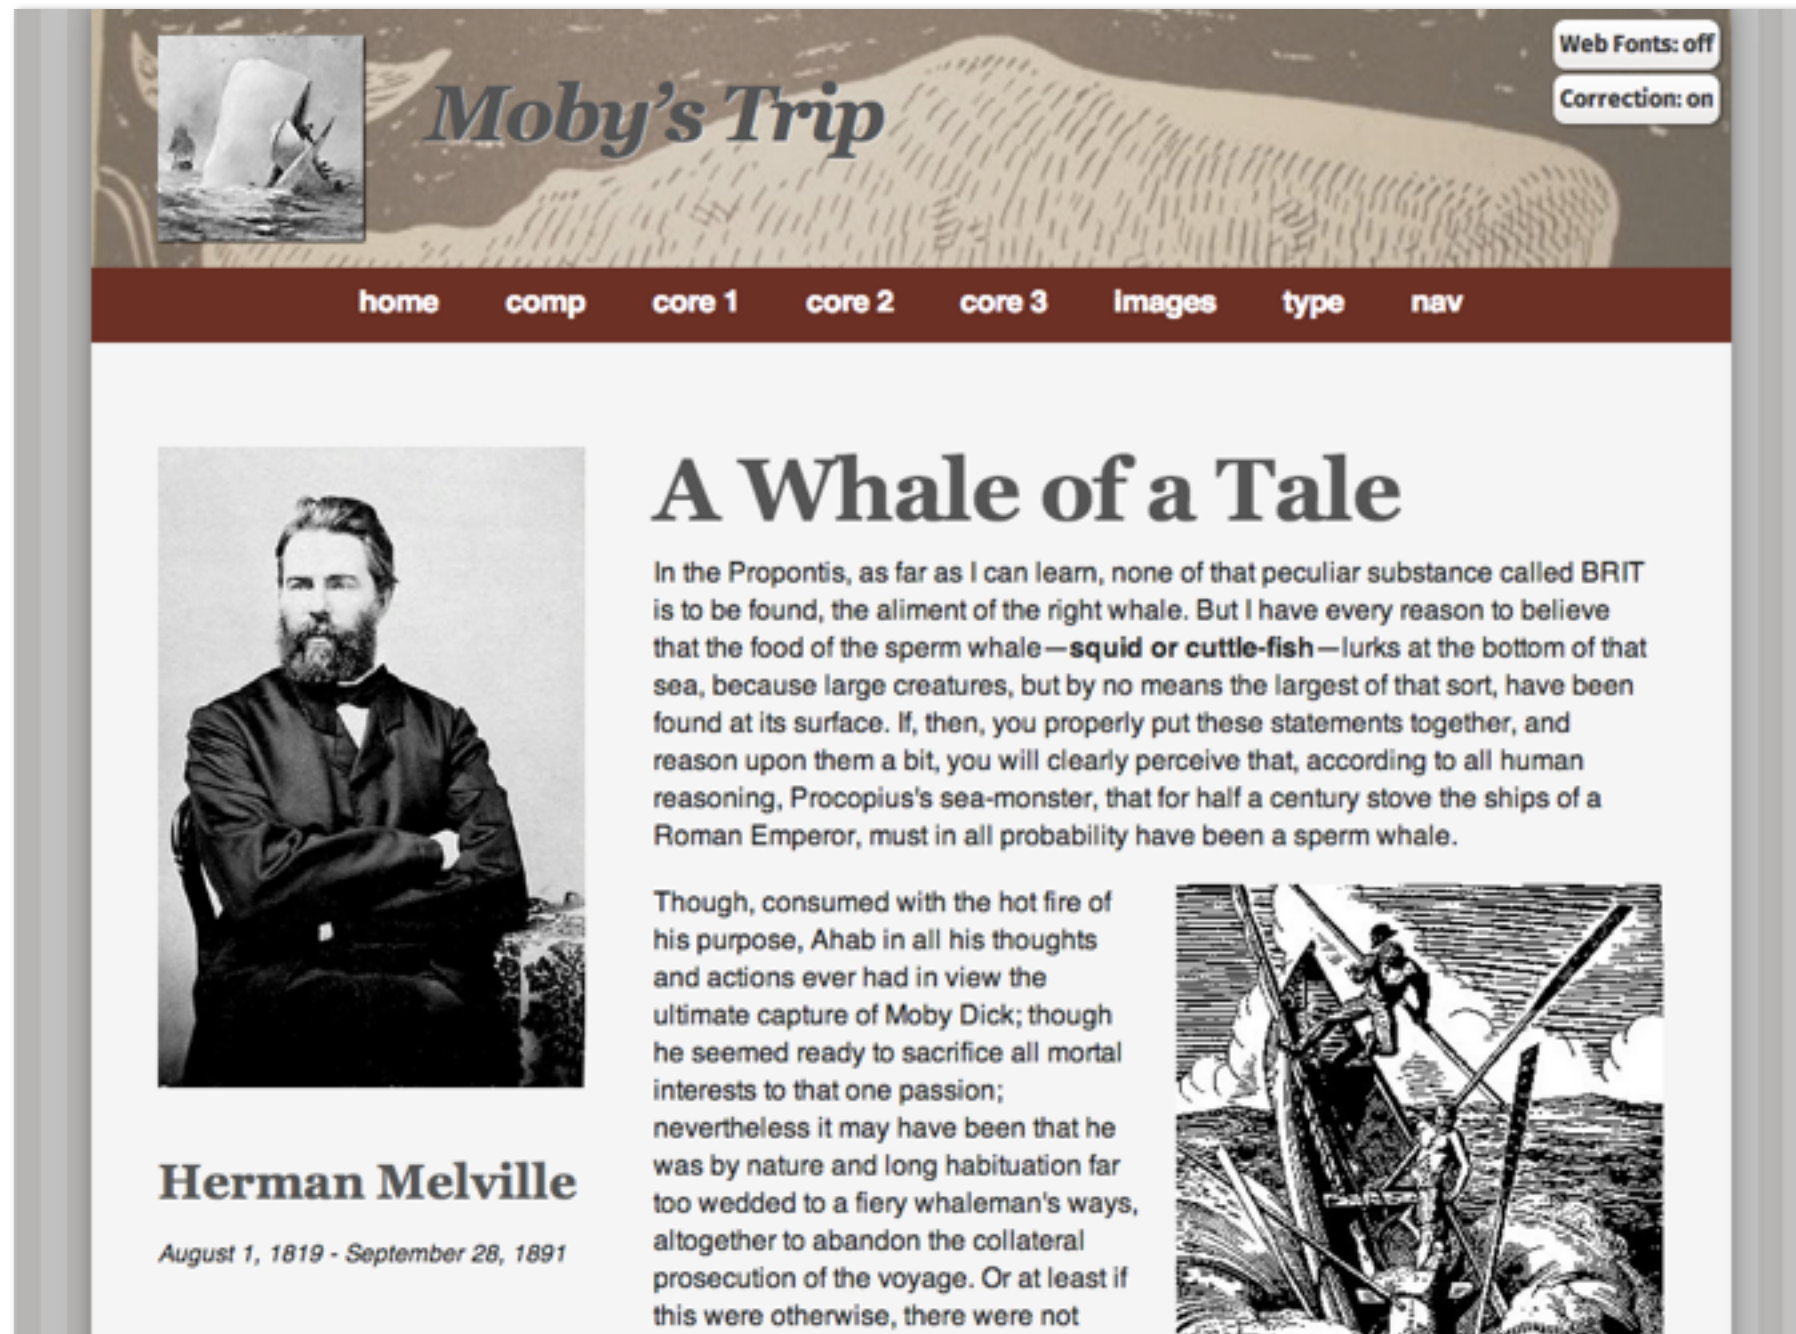 Moby’s Trip
Web Fonts: off
Correction: on
home comp core 1 core 2 core 3 images type nav
A Whale of a Tale
In the Propontis, as far as I can learn, none of that peculiar substance called BRIT
is to be found, the aliment of the right whale. But I have every reason to believe
that the food of the sperm whale—squid or cuttle-fish—lurks at the bottom of that
sea, because large creatures, but by no means the largest of that sort, have been
found at its surface. If, then, you properly put these statements together, and
reason upon them a bit, you will clearly perceive that, according to all human
reasoning, Procopius's sea-monster, that for half a century stove the ships of a
Roman Emperor, must in all probability have been a sperm whale.
Though, consumed with the hot fire of
his purpose, Ahab in all his thoughts
and actions ever had in view the
ultimate capture of Moby Dick; though
he seemed ready to sacrifice all mortal
interests to that one passion;
nevertheless it may have been that he
was by nature and long habituation far
too wedded to a fiery whaleman's ways,
altogether to abandon the collateral
prosecution of the voyage. Or at least if
this were otherwise, there were not
Herman Melville
August 1, 1819 - September 28, 1891